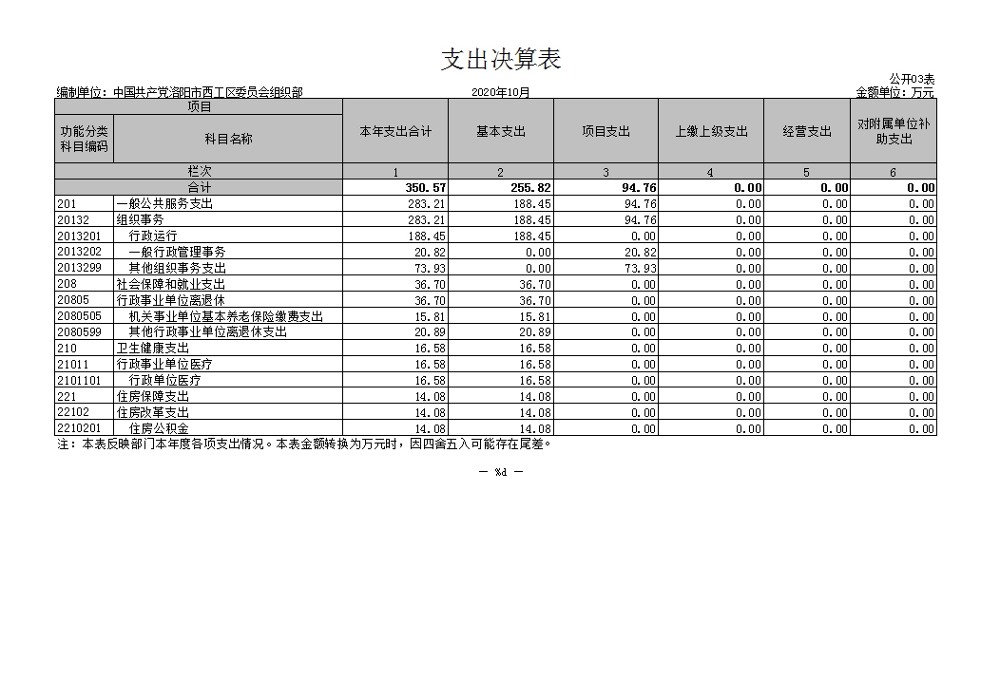 支出决算表
公开03表
编制单位：中国共产党洛阳市西工区委员会组织部 2020年10月 金额单位：万元
项目 本年支出合计 基本支出 项目支出 上缴上级支出 经营支出 对附属单位补助支出
功能分类科目编码 科目名称
栏次 1 2 3 4 5 6
合计 350.57 255.82 94.76 0.00 0.00 0.00
201 一般公共服务支出 283.21 188.45 94.76 0.00 0.00 0.00
20132 组织事务 283.21 188.45 94.76 0.00 0.00 0.00
2013201 行政运行 188.45 188.45 0.00 0.00 0.00 0.00
2013202 一般行政管理事务 20.82 0.00 20.82 0.00 0.00 0.00
2013299 其他组织事务支出 73.93 0.00 73.93 0.00 0.00 0.00
208 社会保障和就业支出 36.70 36.70 0.00 0.00 0.00 0.00
20805 行政事业单位离退休 36.70 36.70 0.00 0.00 0.00 0.00
2080505 机关事业单位基本养老保险缴费支出 15.81 15.81 0.00 0.00 0.00 0.00
2080599 其他行政事业单位离退休支出 20.89 20.89 0.00 0.00 0.00 0.00
210 卫生健康支出 16.58 16.58 0.00 0.00 0.00 0.00
21011 行政事业单位医疗 16.58 16.58 0.00 0.00 0.00 0.00
2101101 行政单位医疗 16.58 16.58 0.00 0.00 0.00 0.00
221 住房保障支出 14.08 14.08 0.00 0.00 0.00 0.00
22102 住房改革支出 14.08 14.08 0.00 0.00 0.00 0.00
2210201 住房公积金 14.08 14.08 0.00 0.00 0.00 0.00
注：本表反映部门本年度各项支出情况。本表金额转换为万元时，因四舍五入可能存在尾差。
— %d —